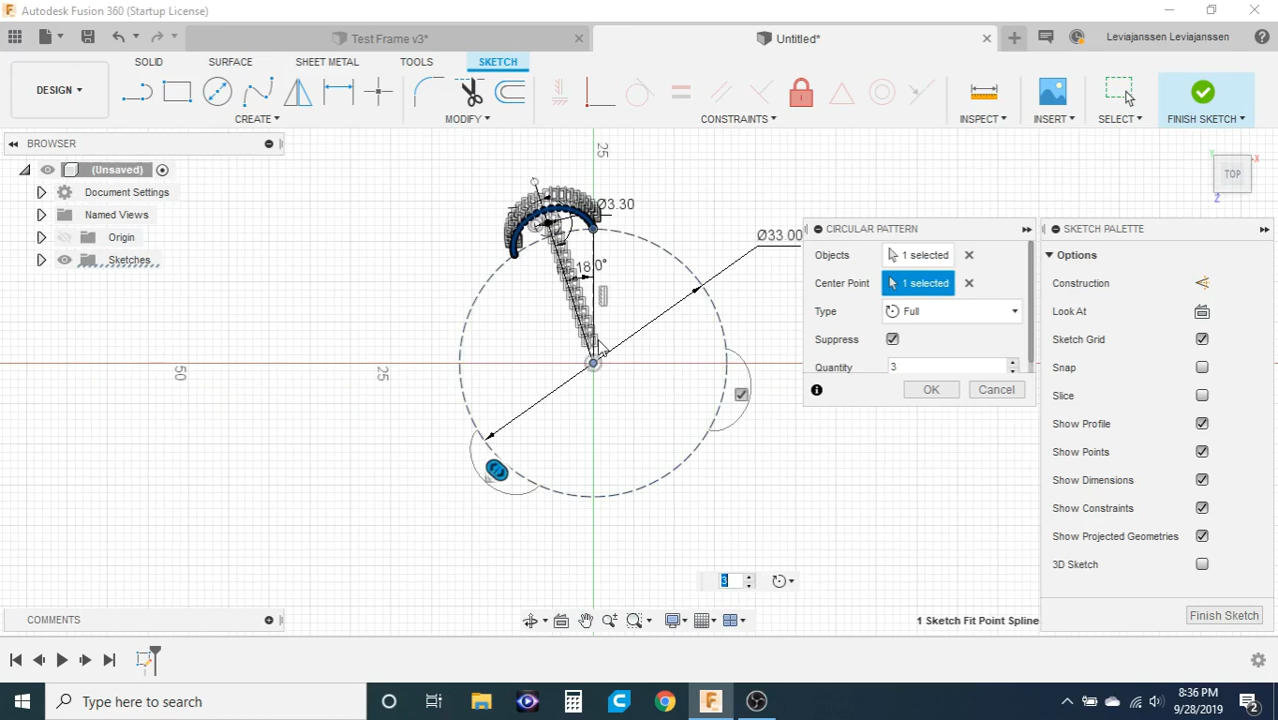 Autodesk Fusion 360 (Startup License)
Test Frame v3*
Untitled*
Leviajanssen Leviajanssen
SOLID
SURFACE
SHEET METAL
TOOLS
SKETCH
DESIGN
CREATE
MODIFY
CONSTRAINTS
INSPECT
INSERT
SELECT
FINISH SKETCH
BROWSER
(Unsaved)
Document Settings
Named Views
Origin
Sketches
25
Ø3.30
Ø33.00
18.0°
50
25
TOP
X
Y
Z
CIRCULAR PATTERN
Objects 1 selected
Center Point 1 selected
Type Full
Suppress
Quantity 3
OK Cancel
SKETCH PALETTE
Options
Construction
Look At
Sketch Grid
Snap
Slice
Show Profile
Show Points
Show Dimensions
Show Constraints
Show Projected Geometries
3D Sketch
Finish Sketch
3
COMMENTS
1 Sketch Fit Point Spline
Type here to search
8:36 PM
9/28/2019
2